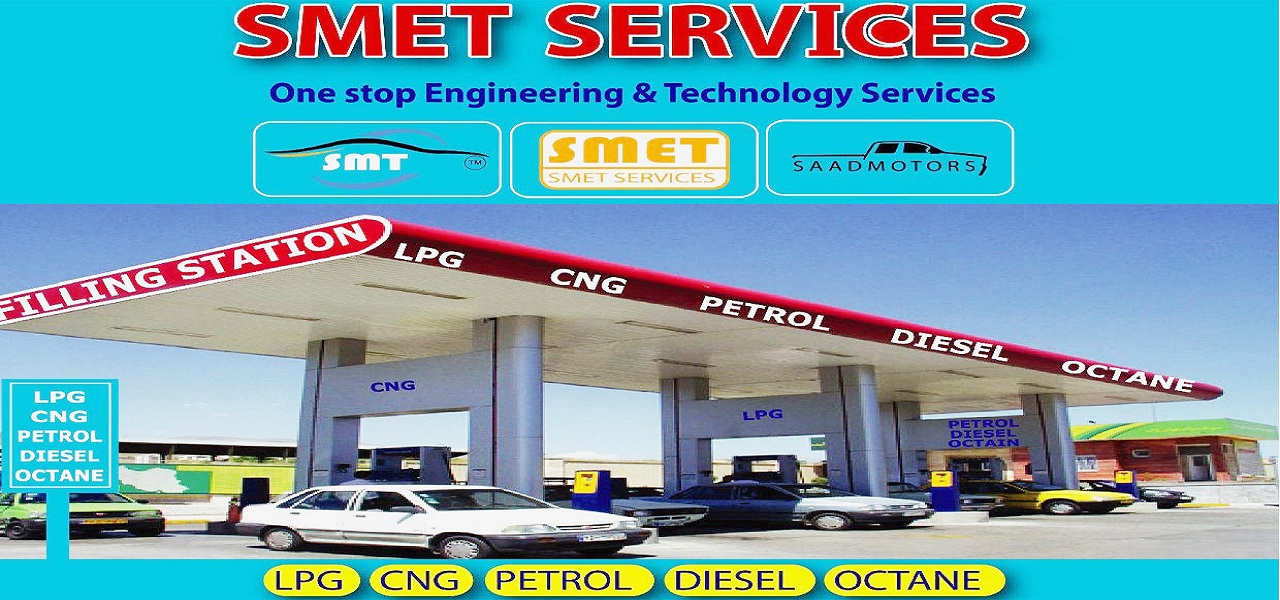 SMET SERVICES
One stop Engineering & Technology Services
SMT TM
SMET
SMET SERVICES
SAADMOTORS
FILLING STATION
LPG CNG PETROL DIESEL OCTANE
CNG
LPG
PETROL
DIESEL
OCTAIN
LPG
CNG
PETROL
DIESEL
OCTANE
LPG CNG PETROL DIESEL OCTANE